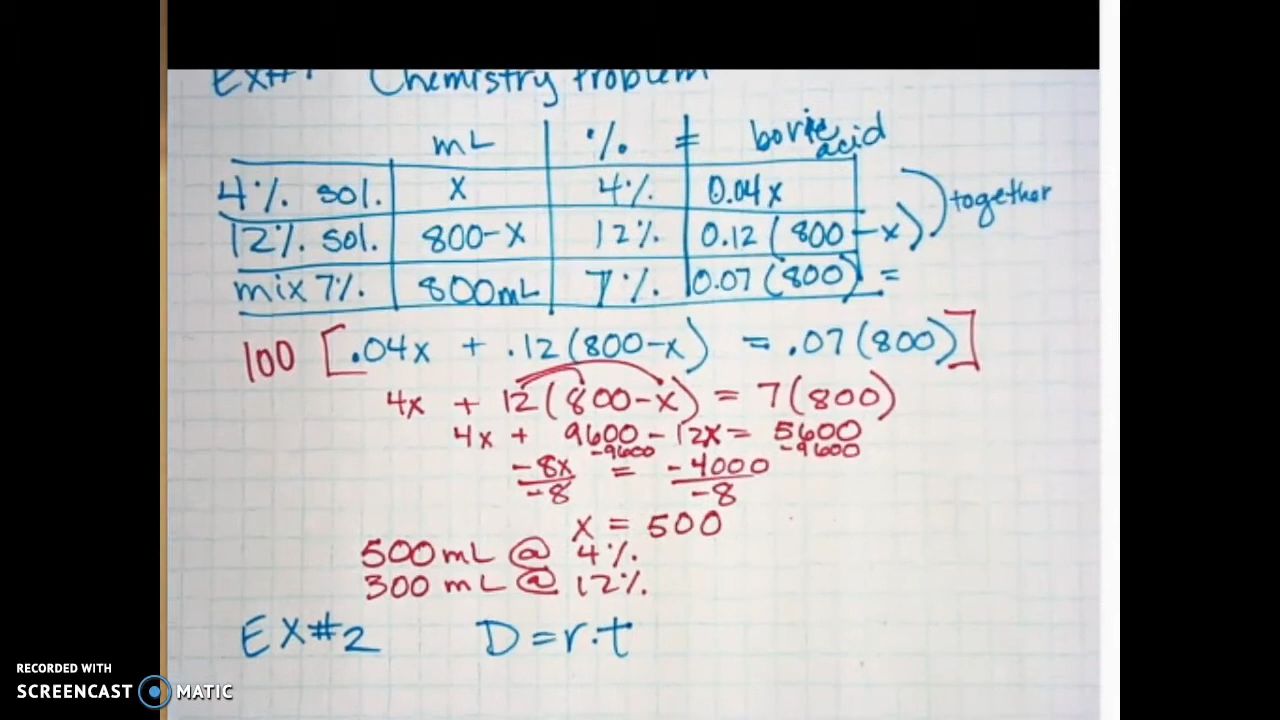 Ex#1 Chemistry Problem
mL % = boric acid
4% sol. x 4% 0.04x
12% sol. 800-x 12% 0.12(800-x) together
mix 7% 800mL 7% 0.07(800) =
100 [.04x + .12(800-x) = .07(800)]
4x + 12(800-x) = 7(800)
4x + 9600-12x = 5600
-9600 -9600
-8x = -4000
-8 -8
x = 500
500mL @ 4%
300 mL @ 12%
EX#2 D=r.t
RECORDED WITH
SCREENCAST MATIC